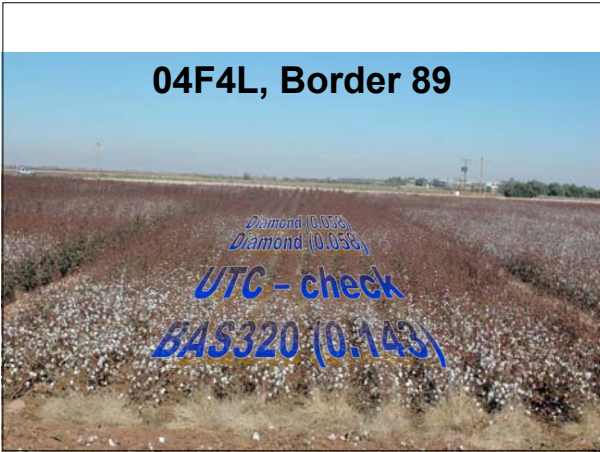 04F4L, Border 89
Diamond (0.058)
Diamond (0.058)
UTC – check
BAS320 (0.143)